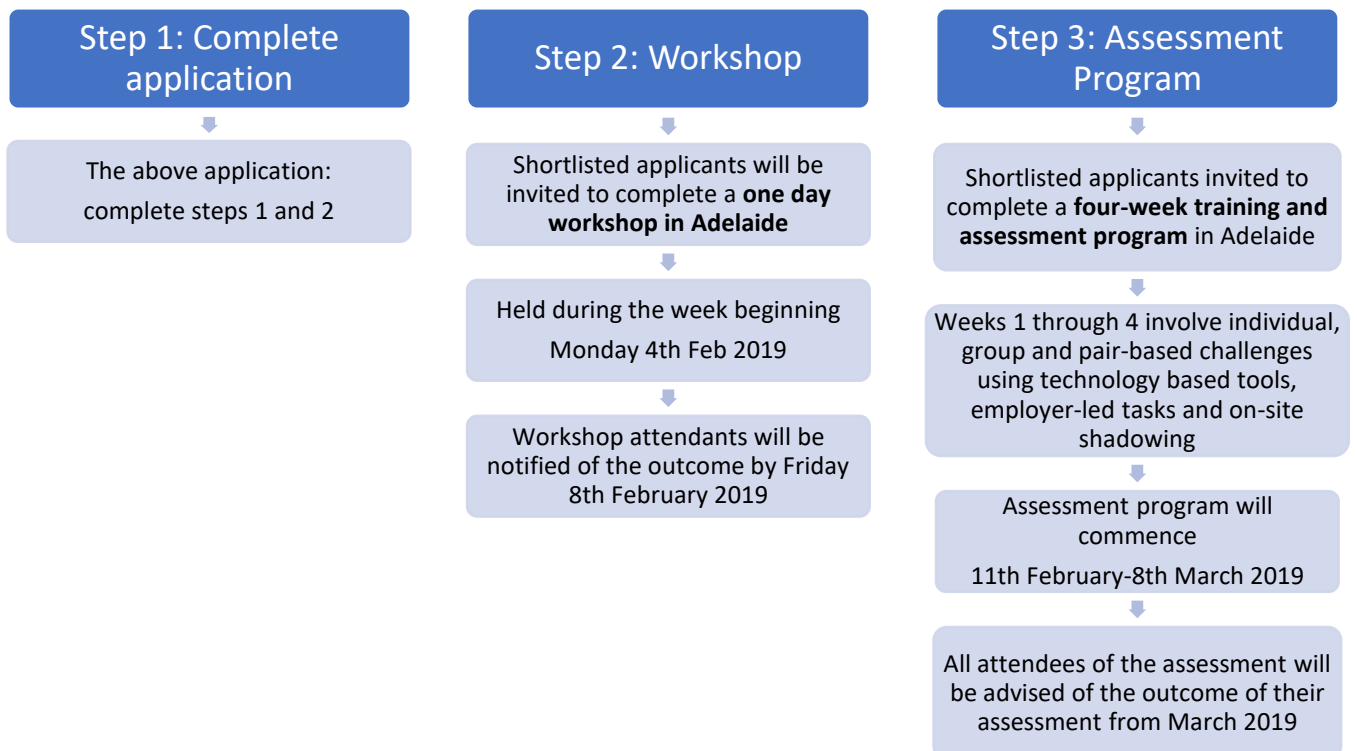 Step 1: Complete
application
The above application:
complete steps 1 and 2
Step 2: Workshop
Shortlisted applicants will be
invited to complete a one day
workshop in Adelaide
Held during the week beginning
Monday 4th Feb 2019
Workshop attendants will be
notified of the outcome by Friday
8th February 2019
Step 3: Assessment
Program
Shortlisted applicants invited to
complete a four-week training and
assessment program in Adelaide
Weeks 1 through 4 involve individual,
group and pair-based challenges
using technology based tools,
employer-led tasks and on-site
shadowing
Assessment program will
commence
11th February-8th March 2019
All attendees of the assessment will
be advised of the outcome of their
assessment from March 2019